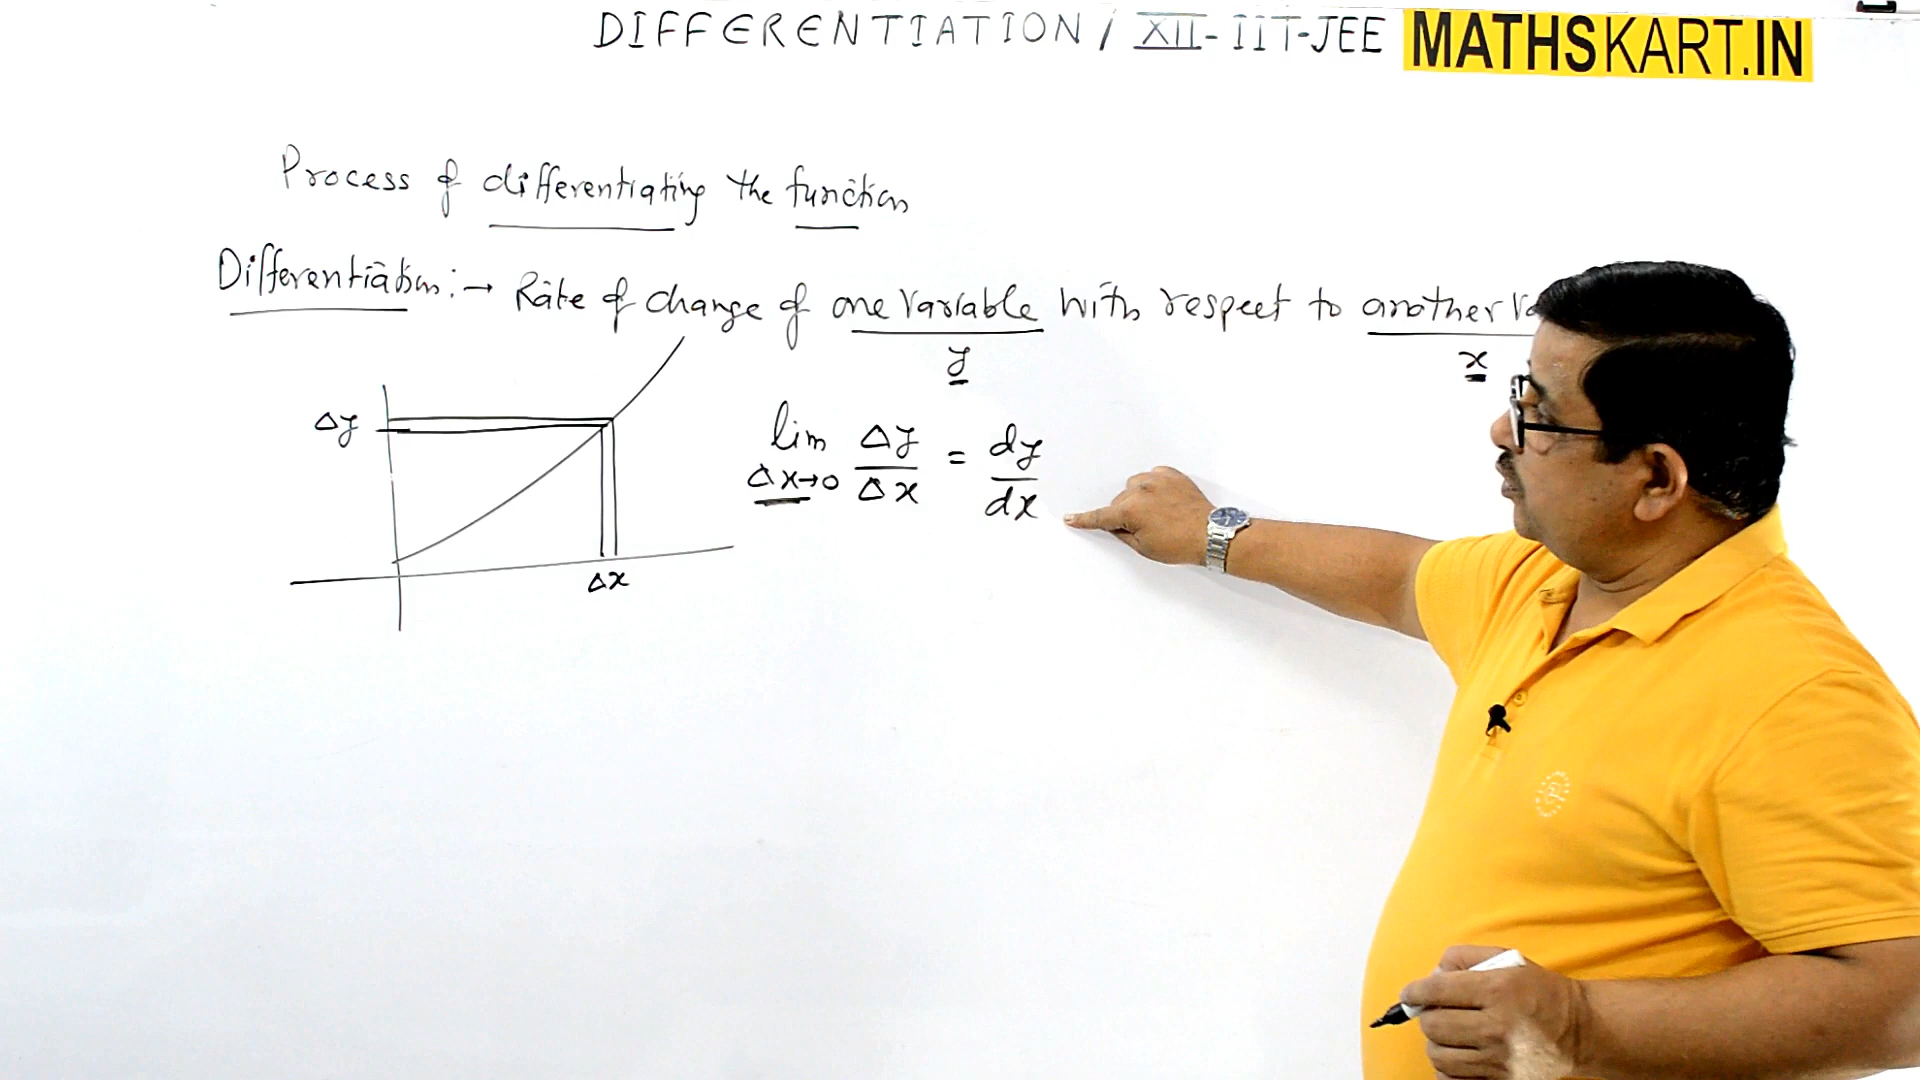 DIFFERENTIATION / XII - IIT-JEE MATHSKART.IN
Process of differentiating the function
Differentiation :→ Rate of change of one variable with respect to another
y
x
Δy
lim Δy = dy
Δx→0 Δx dx
Δx